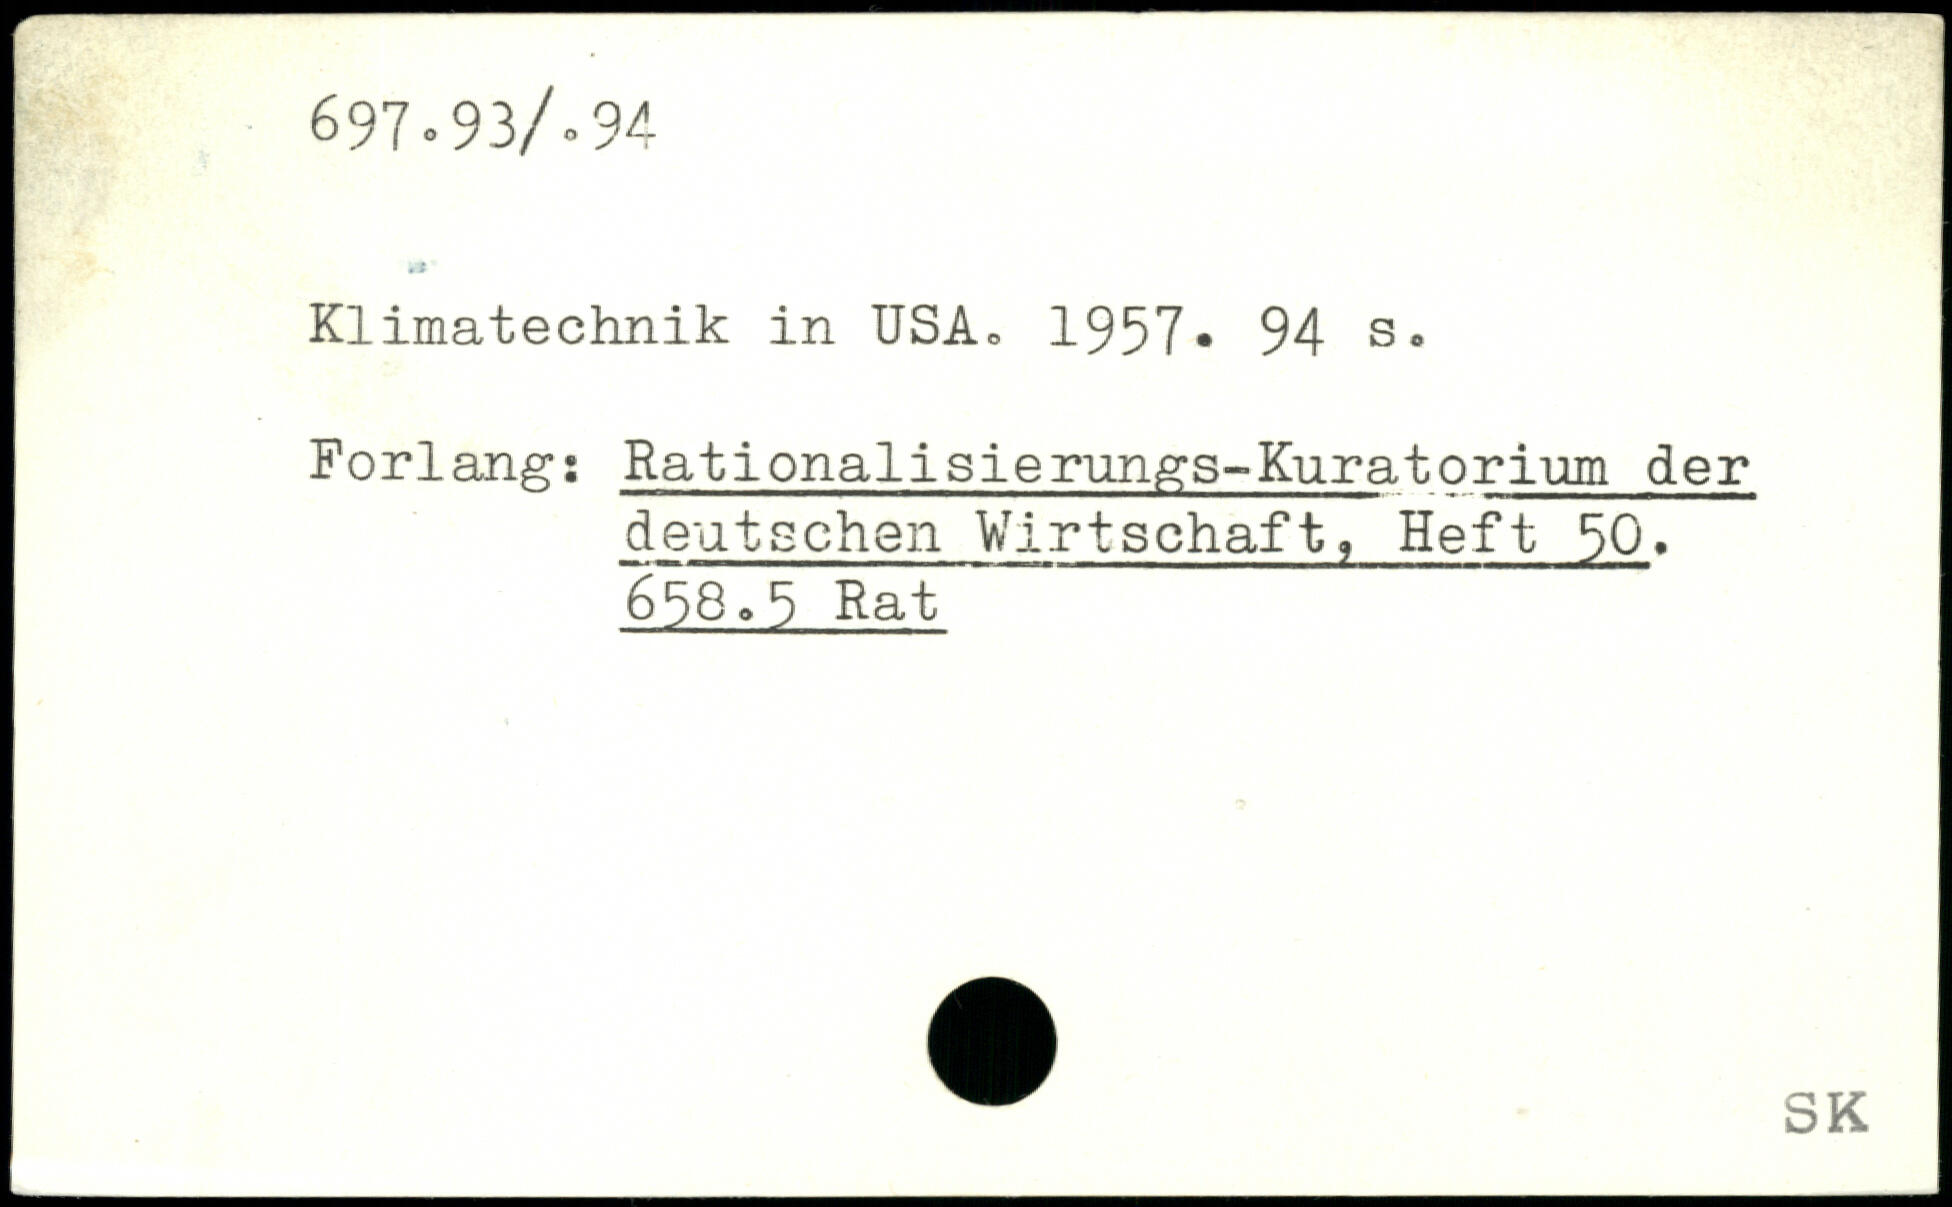 697.93/.94
Klimatechnik in USA. 1957. 94 s.
Forlang: Rationalisierungs-Kuratorium der
deutschen Wirtschaft, Heft 50.
658.5 Rat
SK